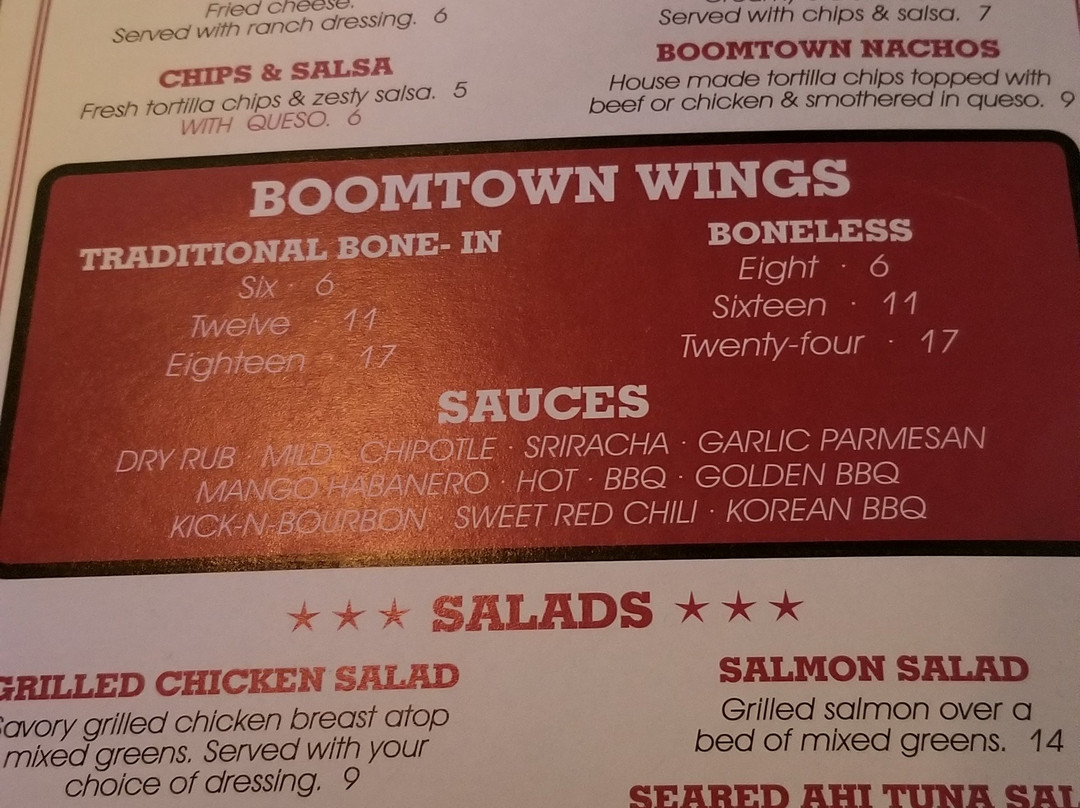 Fried cheese.
Served with ranch dressing. 6
CHIPS & SALSA
Fresh tortilla chips & zesty salsa. 5
WITH QUESO. 6
Served with chips & salsa. 7
BOOMTOWN NACHOS
House made tortilla chips topped with
beef or chicken & smothered in queso. 9
BOOMTOWN WINGS
TRADITIONAL BONE- IN
Six · 6
Twelve · 11
Eighteen 17
BONELESS
Eight · 6
Sixteen · 11
Twenty-four · 17
SAUCES
DRY RUB · MILD · CHIPOTLE · SRIRACHA · GARLIC PARMESAN
MANGO HABANERO · HOT · BBQ · GOLDEN BBQ
KICK-N-BOURBON · SWEET RED CHILI · KOREAN BBQ
★ ★ ★ SALADS ★ ★ ★
GRILLED CHICKEN SALAD
Savory grilled chicken breast atop
mixed greens. Served with your
choice of dressing. 9
SALMON SALAD
Grilled salmon over a
bed of mixed greens. 14
SEARED AHI TUNA